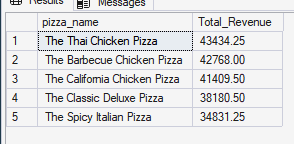 Results Messages
pizza_name Total_Revenue
1 The Thai Chicken Pizza 43434.25
2 The Barbecue Chicken Pizza 42768.00
3 The California Chicken Pizza 41409.50
4 The Classic Deluxe Pizza 38180.50
5 The Spicy Italian Pizza 34831.25